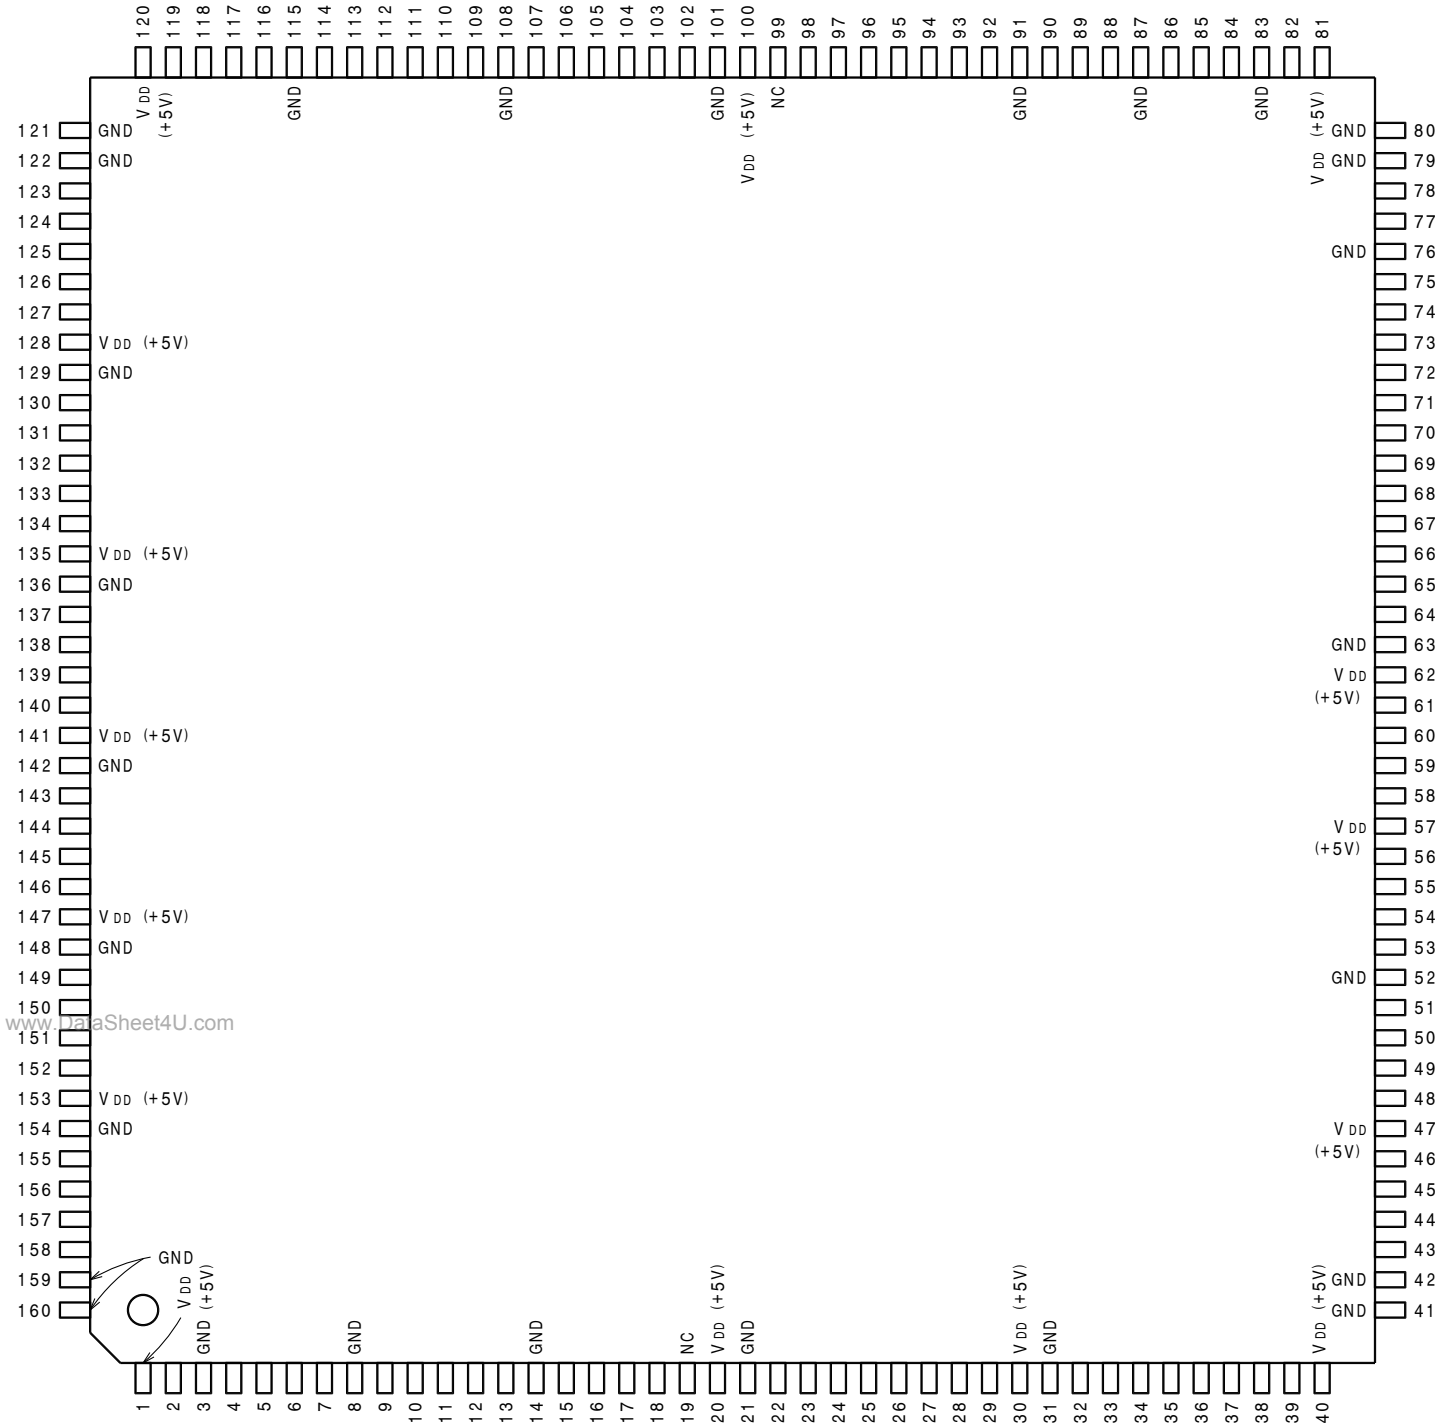 120 119 118 117 116 115 114 113 112 111 110 109 108 107 106 105 104 103 102 101 100 99 98 97 96 95 94 93 92 91 90 89 88 87 86 85 84 83 82 81
VDD (+5V) GND GND GND VDD (+5V) NC GND GND GND VDD (+5V)
121 GND GND 80
122 GND GND 79
123 78
124 77
125 GND 76
126 75
127 74
128 VDD (+5V) 73
129 GND 72
130 71
131 70
132 69
133 68
134 67
135 VDD (+5V) 66
136 GND 65
137 64
138 GND 63
139 VDD 62
140 (+5V) 61
141 VDD (+5V) 60
142 GND 59
143 58
144 VDD 57
145 (+5V) 56
146 55
147 VDD (+5V) 54
148 GND 53
149 GND 52
150 51
www.DataSheet4U.com
151 50
152 49
153 VDD (+5V) 48
154 GND VDD 47
155 (+5V) 46
156 45
157 44
158 43
GND
159 GND 42
160 GND 41
VDD (+5V) GND GND GND NC VDD (+5V) GND VDD (+5V) GND VDD (+5V)
1 2 3 4 5 6 7 8 9 10 11 12 13 14 15 16 17 18 19 20 21 22 23 24 25 26 27 28 29 30 31 32 33 34 35 36 37 38 39 40